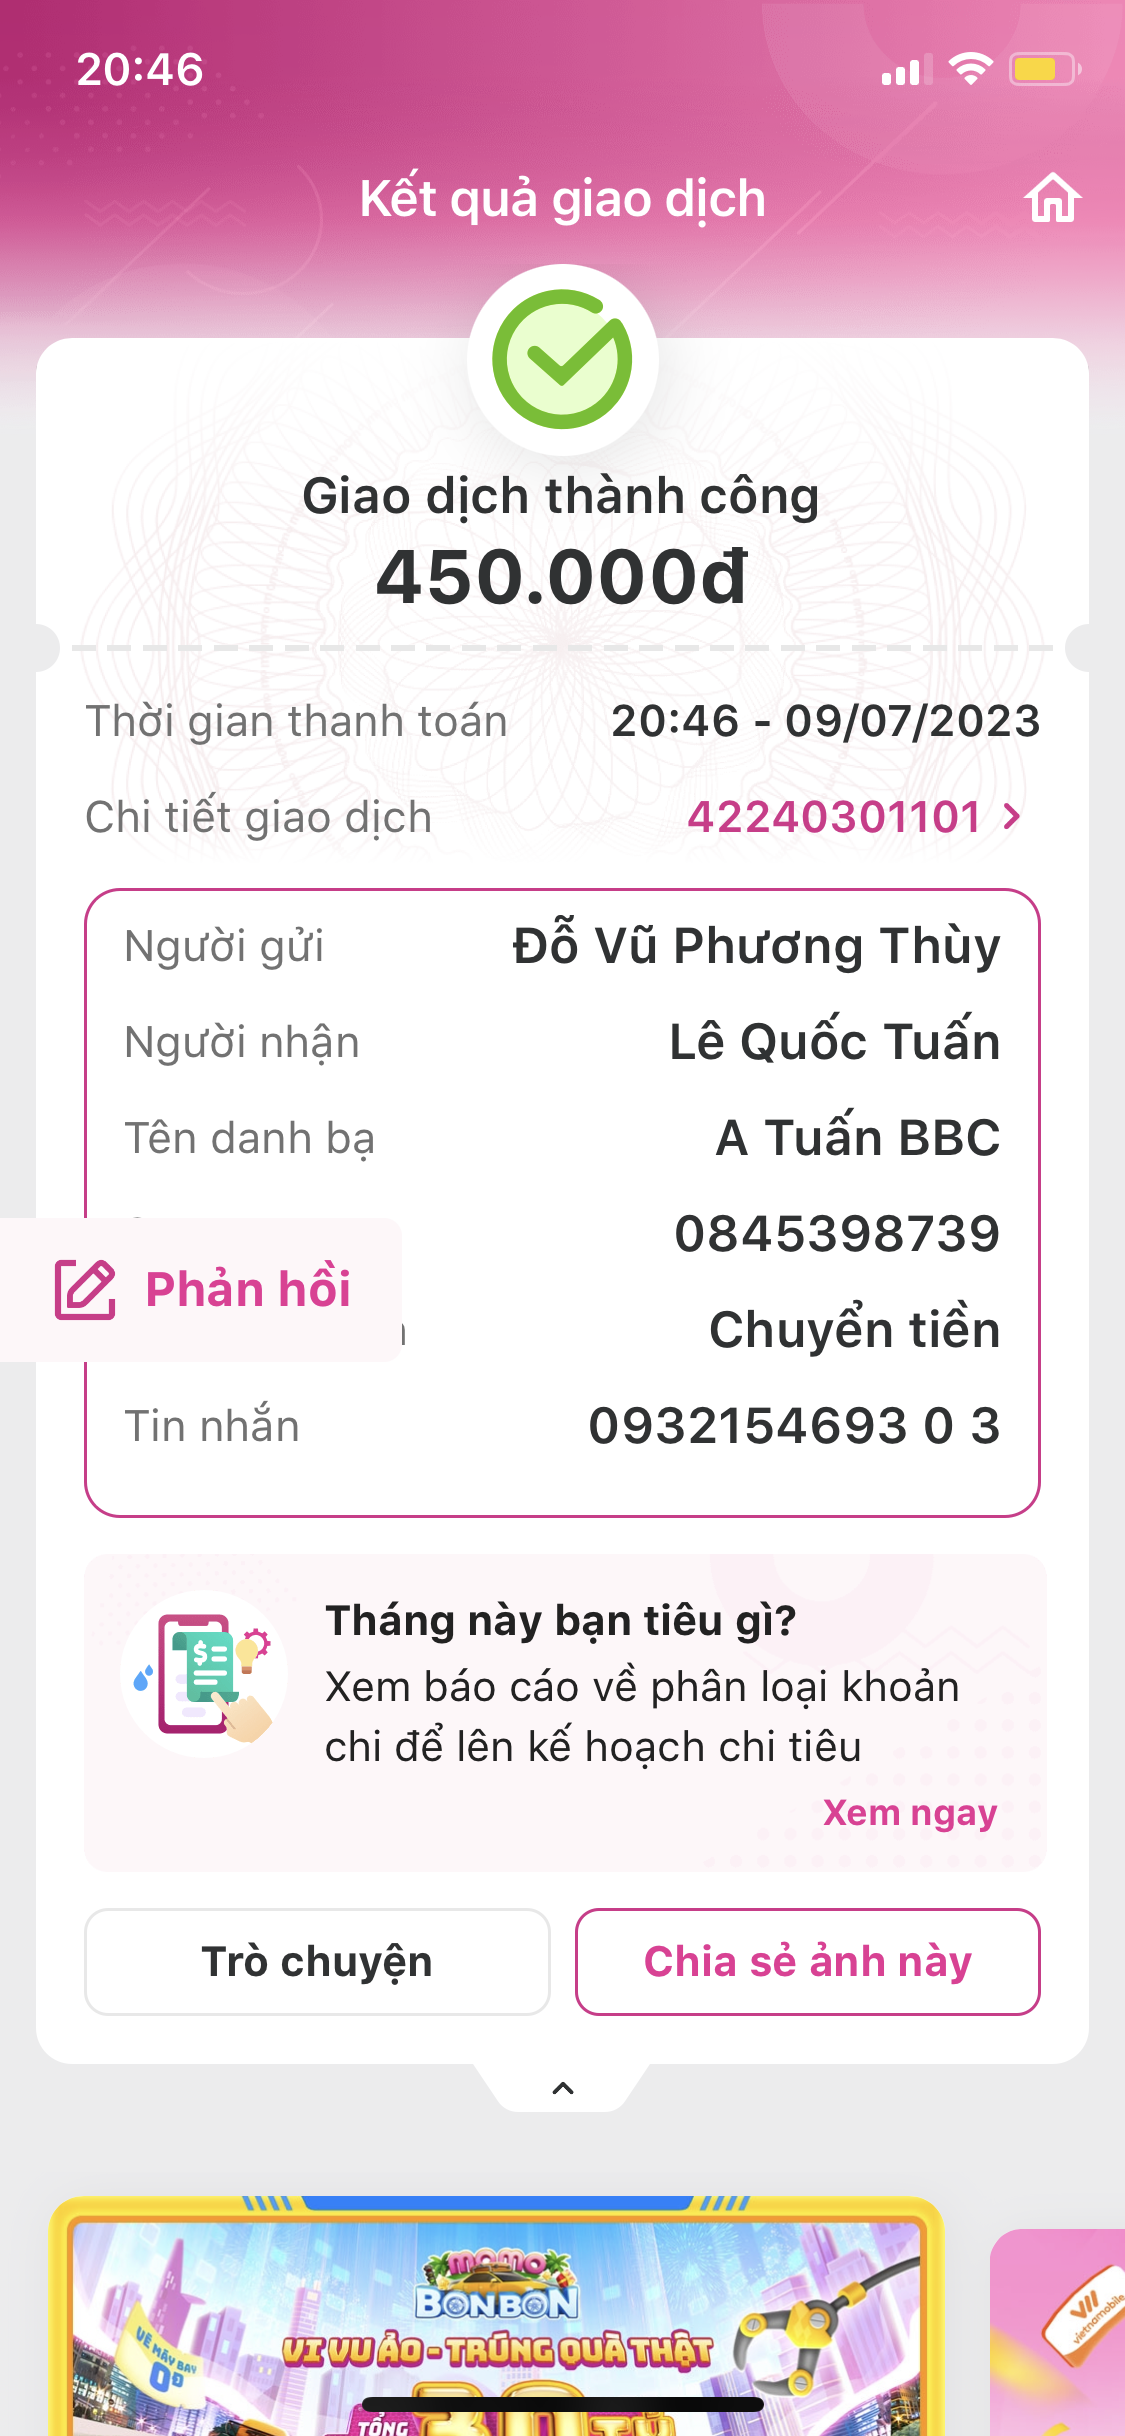 20:46
Kết quả giao dịch
Giao dịch thành công
450.000đ
Thời gian thanh toán 20:46 - 09/07/2023
Chi tiết giao dịch 42240301101
Người gửi Đỗ Vũ Phương Thùy
Người nhận Lê Quốc Tuấn
Tên danh bạ A Tuấn BBC
0845398739
Phản hồi
Chuyển tiền
Tin nhắn 0932154693 0 3
Tháng này bạn tiêu gì?
Xem báo cáo về phân loại khoản
chi để lên kế hoạch chi tiêu
Xem ngay
Trò chuyện Chia sẻ ảnh này
MOMO
BONBON
VI VU ẢO - TRÚNG QUÀ THẬT
VÉ MÁY BAY
0Đ
vietnamobile
TỔNG 30 TỶ